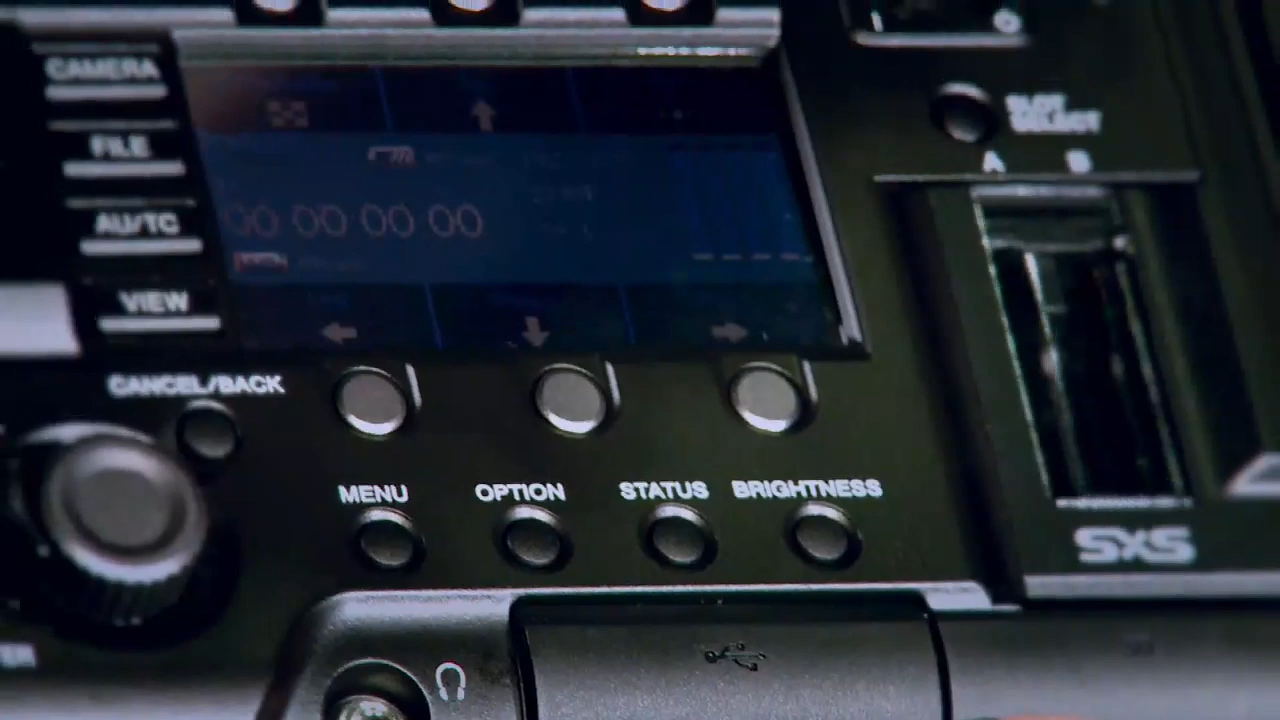 CAMERA
FILE
AU/TC
VIEW
SLOT
SELECT
A B
00 00 00 00
CANCEL/BACK
MENU OPTION STATUS BRIGHTNESS
SXS